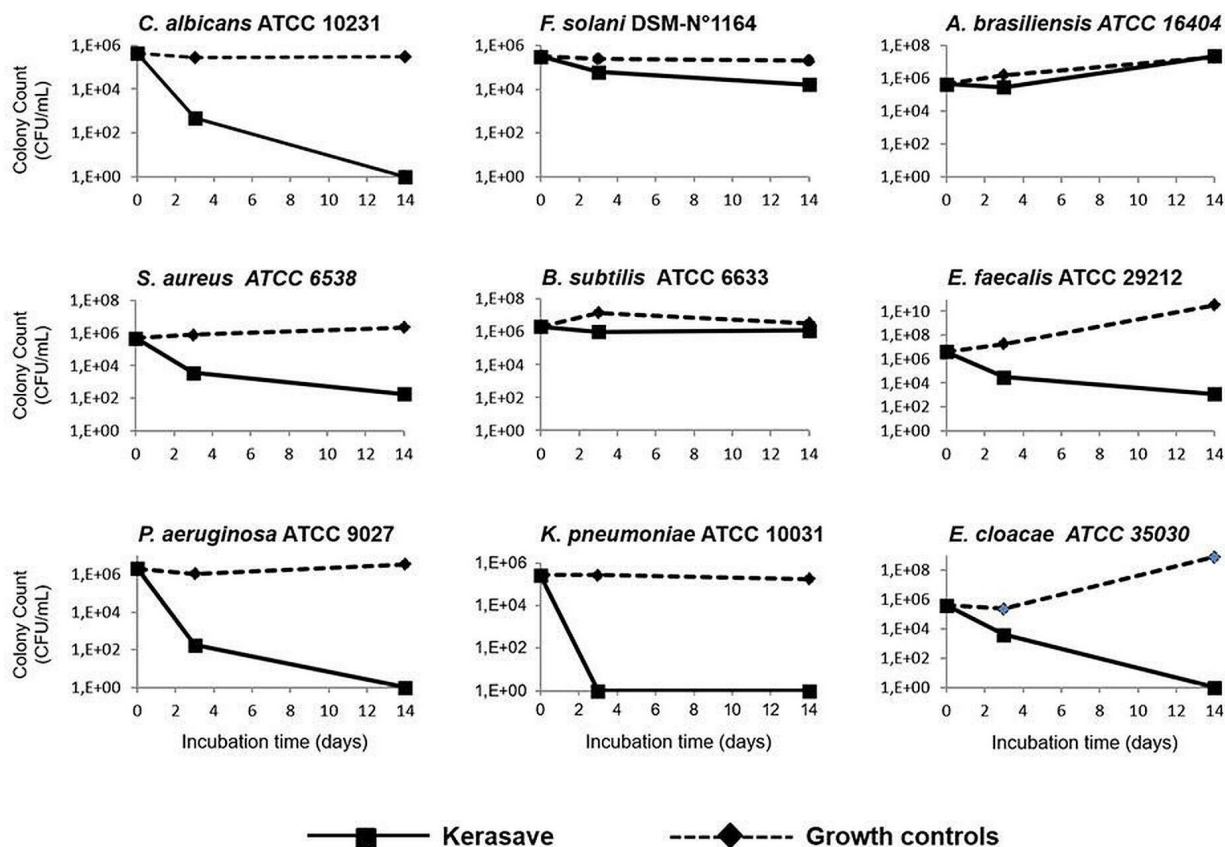 C. albicans ATCC 10231
F. solani DSM-N°1164
A. brasiliensis ATCC 16404
Colony Count
(CFU/mL)
1,E+06
1,E+04
1,E+02
1,E+00
0 2 4 6 8 10 12 14
1,E+06
1,E+04
1,E+02
1,E+00
0 2 4 6 8 10 12 14
1,E+08
1,E+06
1,E+04
1,E+02
1,E+00
0 2 4 6 8 10 12 14
S. aureus ATCC 6538
B. subtilis ATCC 6633
E. faecalis ATCC 29212
Colony Count
(CFU/mL)
1,E+08
1,E+06
1,E+04
1,E+02
1,E+00
0 2 4 6 8 10 12 14
1,E+08
1,E+06
1,E+04
1,E+02
1,E+00
0 2 4 6 8 10 12 14
1,E+10
1,E+08
1,E+06
1,E+04
1,E+02
1,E+00
0 2 4 6 8 10 12 14
P. aeruginosa ATCC 9027
K. pneumoniae ATCC 10031
E. cloacae ATCC 35030
Colony Count
(CFU/mL)
1,E+06
1,E+04
1,E+02
1,E+00
0 2 4 6 8 10 12 14
Incubation time (days)
1,E+06
1,E+04
1,E+02
1,E+00
0 2 4 6 8 10 12 14
Incubation time (days)
1,E+08
1,E+06
1,E+04
1,E+02
1,E+00
0 2 4 6 8 10 12 14
Incubation time (days)
Kerasave
Growth controls